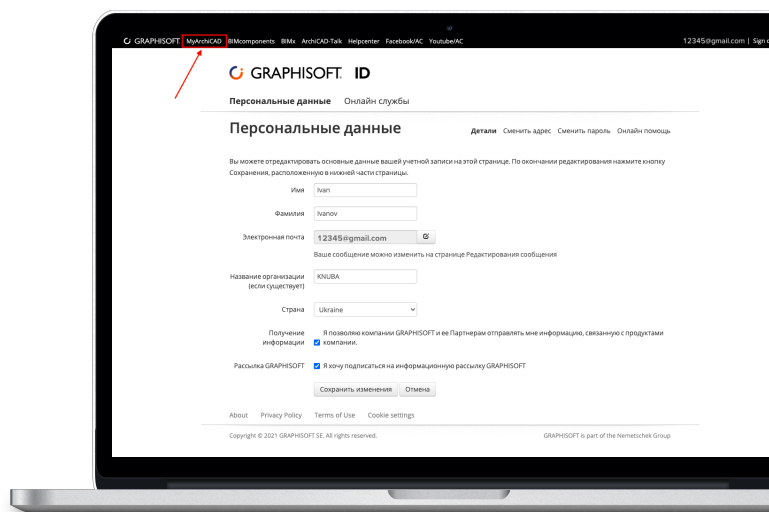 GRAPHISOFT. MyArchiCAD BIMcomponents BIMx ArchiCAD-Talk Helpcenter Facebook/AC Youtube/AC 12345@gmail.com | Sign
GRAPHISOFT. ID
Персональные данные Онлайн службы
Персональные данные Детали Сменить адрес Сменить пароль Онлайн помощь
Вы можете отредактировать основные данные вашей учетной записи на этой странице. По окончании редактирования нажмите кнопку
Сохранения, расположенную в нижней части страницы.
Имя Ivan
Фамилия Ivanov
Электронная почта 12345@gmail.com
Ваше сообщение можно изменить на странице Редактирования сообщения
Название организации KNUBA
(если существует)
Страна Ukraine
Получение Я позволяю компании GRAPHISOFT и ее Партнерам отправлять мне информацию, связанную с продуктами
информации компании.
Рассылка GRAPHISOFT Я хочу подписаться на информационную рассылку GRAPHISOFT
Сохранить изменения Отмена
About Privacy Policy Terms of Use Cookie settings
Copyright © 2021 GRAPHISOFT SE. All rights reserved. GRAPHISOFT is part of the Nemetschek Group